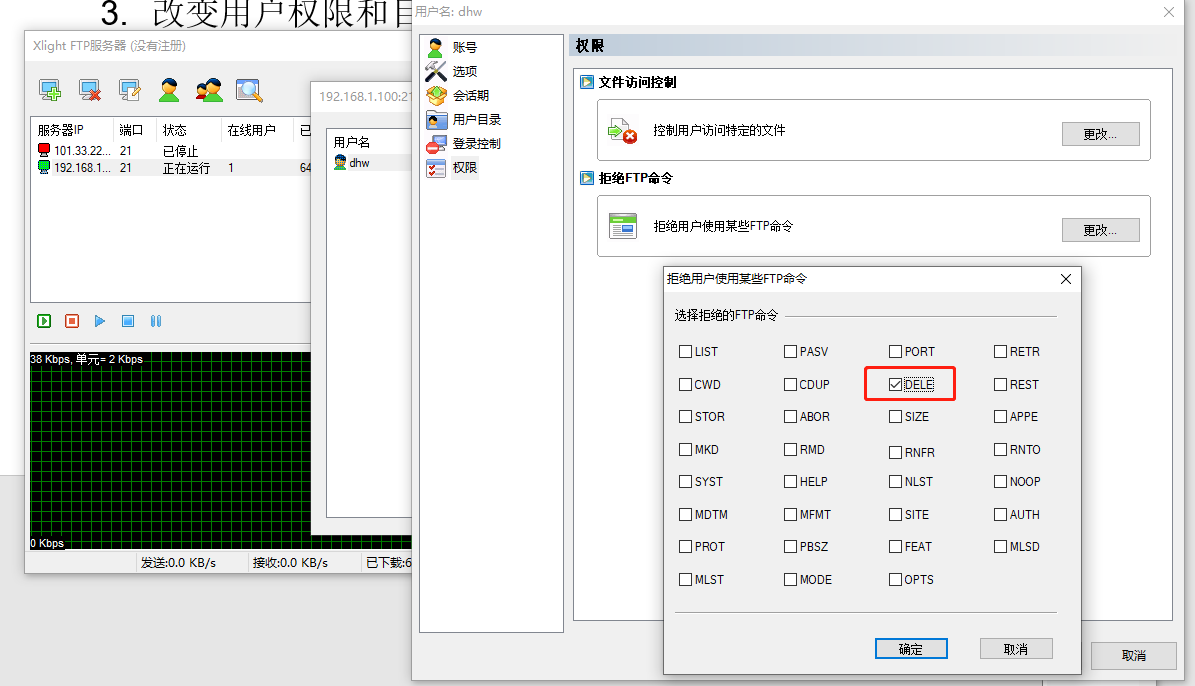 3. 改变用户权限和目
Xlight FTP服务器 (没有注册)
服务器IP 端口 状态 在线用户 已
101.33.22... 21 已停止
192.168.1... 21 正在运行 1 64
38 Kbps, 单元= 2 Kbps
0 Kbps
发送:0.0 KB/s 接收:0.0 KB/s 已下载:6
192.168.1.100:21
用户名
dhw
用户名: dhw
账号
选项
会话期
用户目录
登录控制
权限
权限
文件访问控制
控制用户访问特定的文件 更改...
拒绝FTP命令
拒绝用户使用某些FTP命令 更改...
拒绝用户使用某些FTP命令
选择拒绝的FTP命令
LIST PASV PORT RETR
CWD CDUP DELE REST
STOR ABOR SIZE APPE
MKD RMD RNFR RNTO
SYST HELP NLST NOOP
MDTM MFMT SITE AUTH
PROT PBSZ FEAT MLSD
MLST MODE OPTS
确定 取消
取消